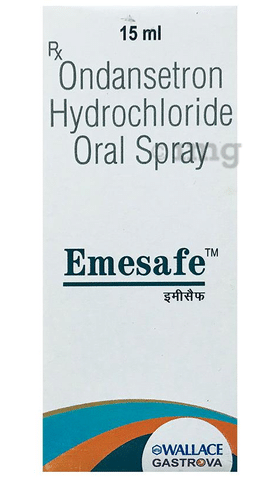 15 ml
Rx
Ondansetron
Hydrochloride
Oral Spray
Emesafe™
इमीसैफ
WALLACE
GASTROVA